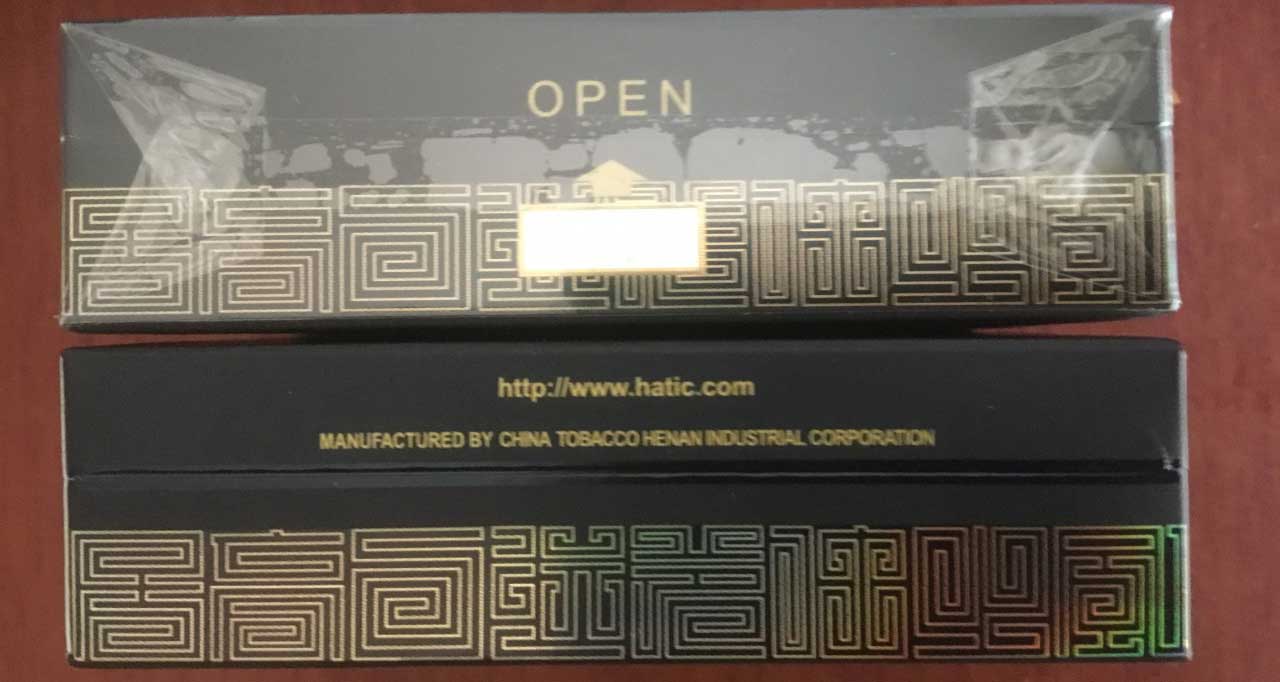 OPEN
http://www.hatic.com
MANUFACTURED BY CHINA TOBACCO HENAN INDUSTRIAL CORPORATION